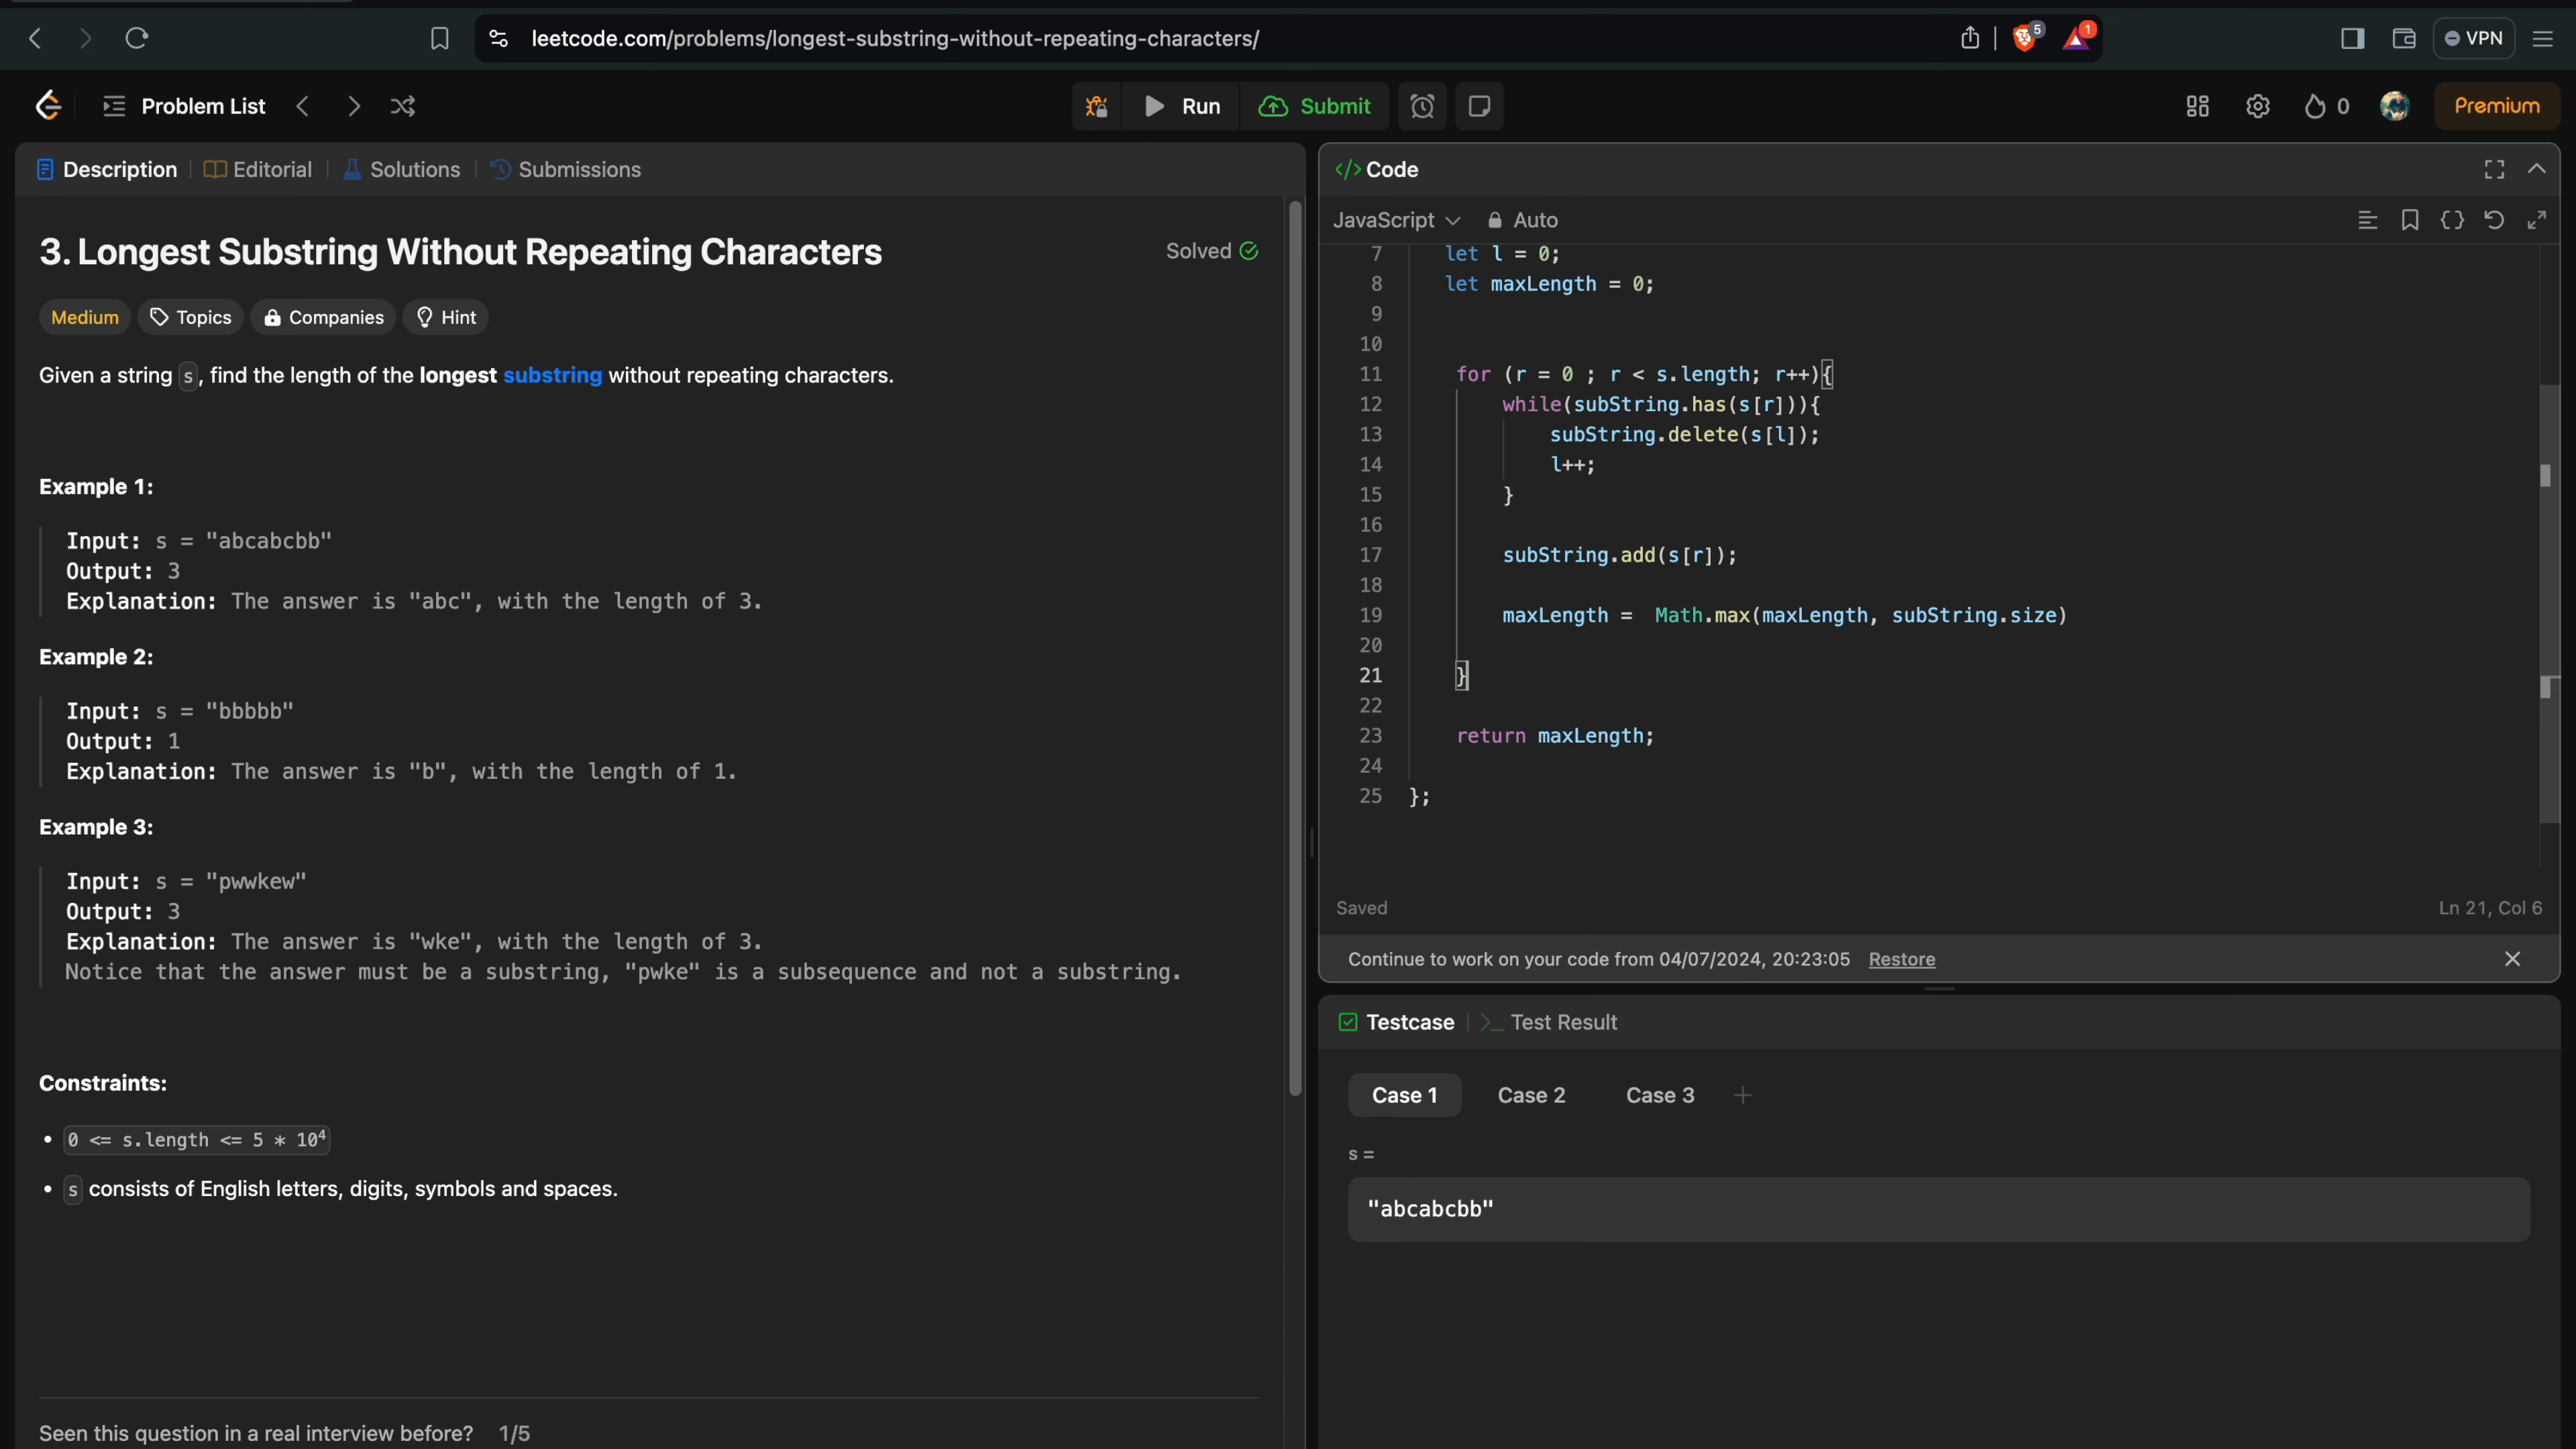 leetcode.com/problems/longest-substring-without-repeating-characters/
5
1
VPN
Problem List
Run
Submit
0
Premium
Description
Editorial
Solutions
Submissions
3. Longest Substring Without Repeating Characters
Solved
Medium
Topics
Companies
Hint
Given a string s, find the length of the longest substring without repeating characters.
Example 1:
Input: s = "abcabcbb"
Output: 3
Explanation: The answer is "abc", with the length of 3.
Example 2:
Input: s = "bbbbb"
Output: 1
Explanation: The answer is "b", with the length of 1.
Example 3:
Input: s = "pwwkew"
Output: 3
Explanation: The answer is "wke", with the length of 3.
Notice that the answer must be a substring, "pwke" is a subsequence and not a substring.
Constraints:
• 0 <= s.length <= 5 * 10⁴
• s consists of English letters, digits, symbols and spaces.
Seen this question in a real interview before? 1/5
</> Code
JavaScript
Auto
7 let l = 0;
8 let maxLength = 0;
9
10
11 for (r = 0 ; r < s.length; r++){
12 while(subString.has(s[r])){
13 subString.delete(s[l]);
14 l++;
15 }
16
17 subString.add(s[r]);
18
19 maxLength =  Math.max(maxLength, subString.size)
20
21 }
22
23 return maxLength;
24
25 };
Saved
Ln 21, Col 6
Continue to work on your code from 04/07/2024, 20:23:05 Restore
Testcase
>_ Test Result
Case 1
Case 2
Case 3
+
s =
"abcabcbb"